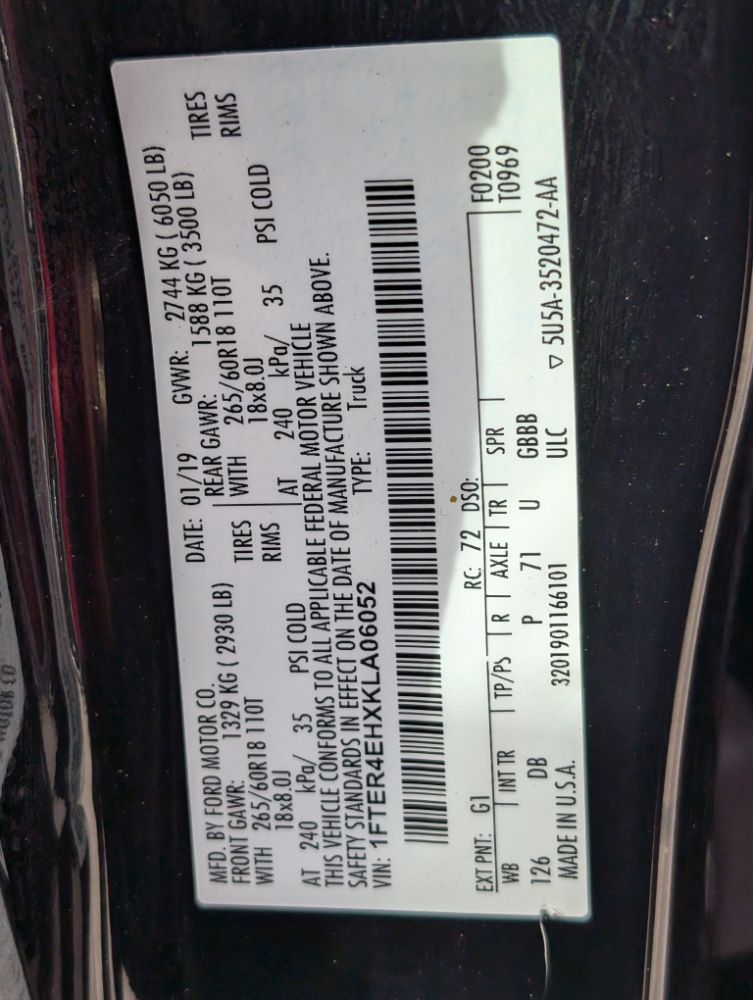 MFD. BY FORD MOTOR CO. DATE: 01/19 GVWR: 2744 KG ( 6050 LB)
FRONT GAWR: 1329 KG ( 2930 LB) REAR GAWR: 1588 KG ( 3500 LB)
WITH 265/60R18 110T TIRES WITH 265/60R18 110T TIRES
18x8.0J RIMS 18x8.0J RIMS
AT 240 kPa/ 35 PSI COLD AT 240 kPa/ 35 PSI COLD
THIS VEHICLE CONFORMS TO ALL APPLICABLE FEDERAL MOTOR VEHICLE
SAFETY STANDARDS IN EFFECT ON THE DATE OF MANUFACTURE SHOWN ABOVE.
VIN: 1FTER4EHXKLA06052 TYPE: Truck
EXT PNT: G1 RC: 72 DSO: F0200
WB INT TR TP/PS R AXLE TR SPR T0969
126 DB P 71 U GBBB
MADE IN U.S.A. 3201901166101 ULC ▽ 5U5A-3520472-AA